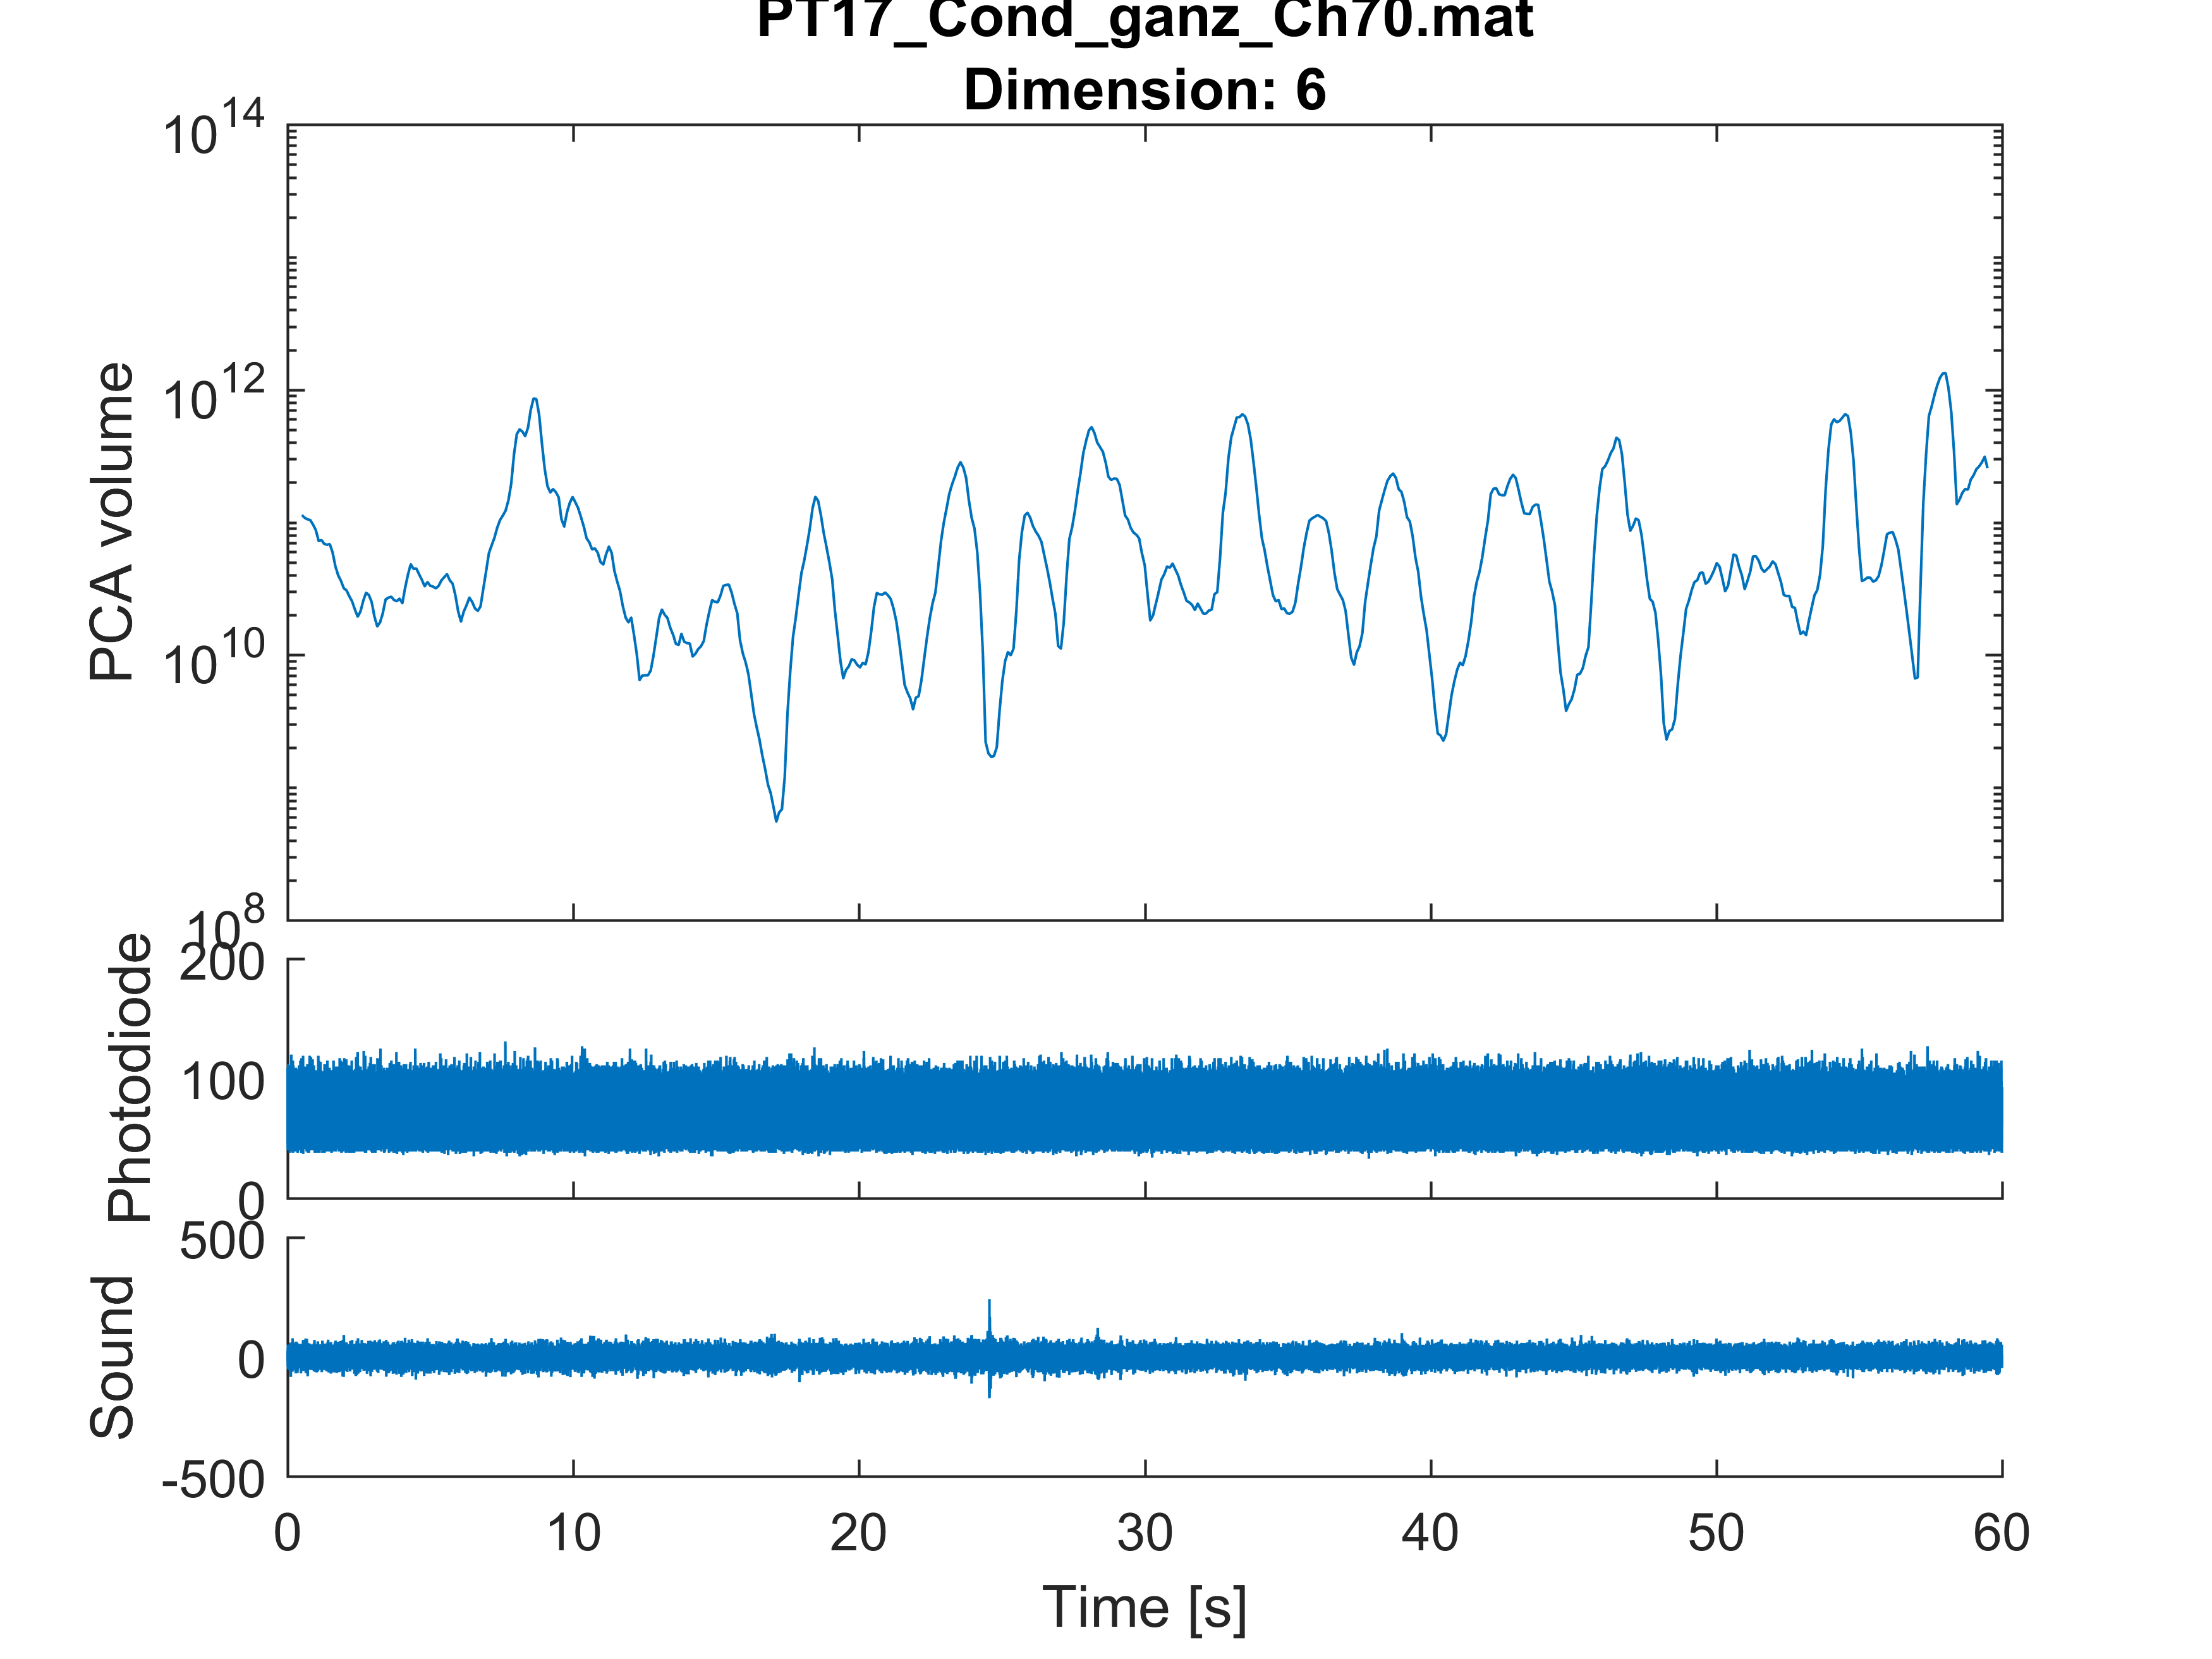 PT17_Cond_ganz_Ch70.mat
Dimension: 6
10^14
10^12
10^10
10^8
PCA volume
200
100
0
Photodiode
500
0
-500
Sound
0 10 20 30 40 50 60
Time [s]